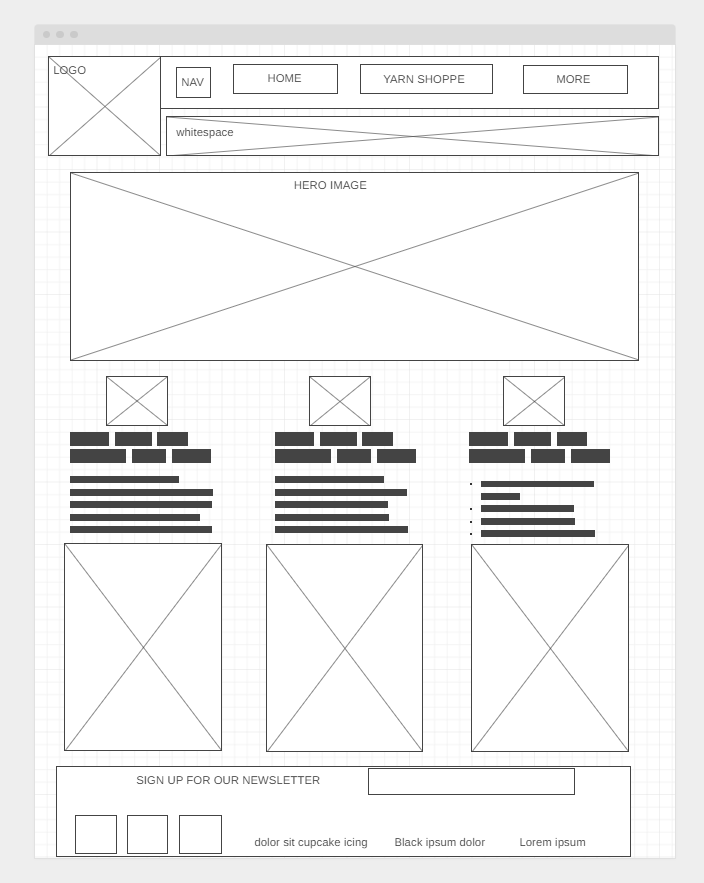 LOGO
NAV
HOME
YARN SHOPPE
MORE
whitespace
HERO IMAGE
SIGN UP FOR OUR NEWSLETTER
dolor sit cupcake icing
Black ipsum dolor
Lorem ipsum